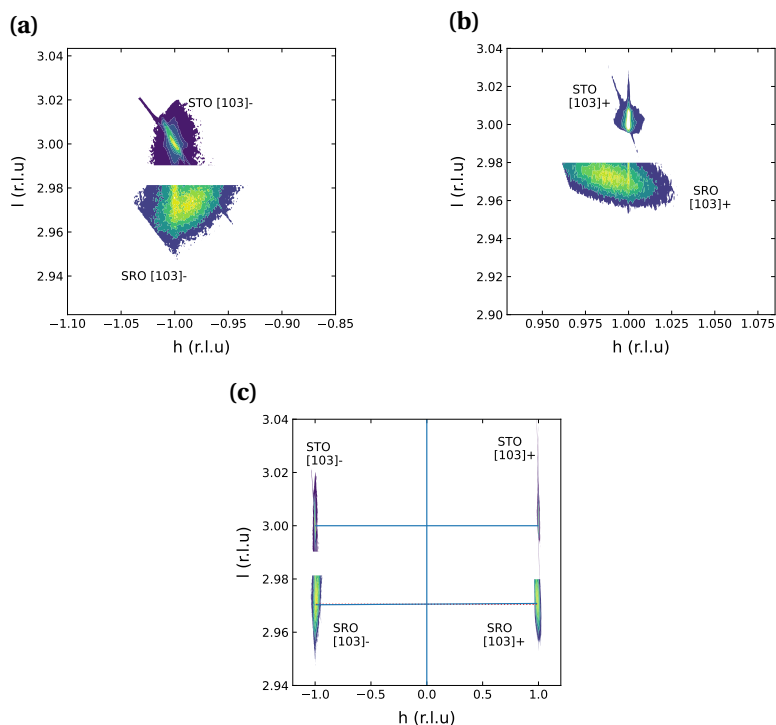 (a)
3.04
3.02
3.00
2.98
2.96
2.94
l (r.l.u)
STO [103]-
SRO [103]-
−1.10
−1.05
−1.00
−0.95
−0.90
−0.85
h (r.l.u)
(b)
3.04
3.02
3.00
2.98
2.96
2.94
2.92
2.90
l (r.l.u)
STO
[103]+
SRO
[103]+
0.950
0.975
1.000
1.025
1.050
1.075
h (r.l.u)
(c)
3.04
3.02
3.00
2.98
2.96
2.94
l (r.l.u)
STO
[103]-
STO
[103]+
SRO
[103]-
SRO
[103]+
−1.0
−0.5
0.0
0.5
1.0
h (r.l.u)